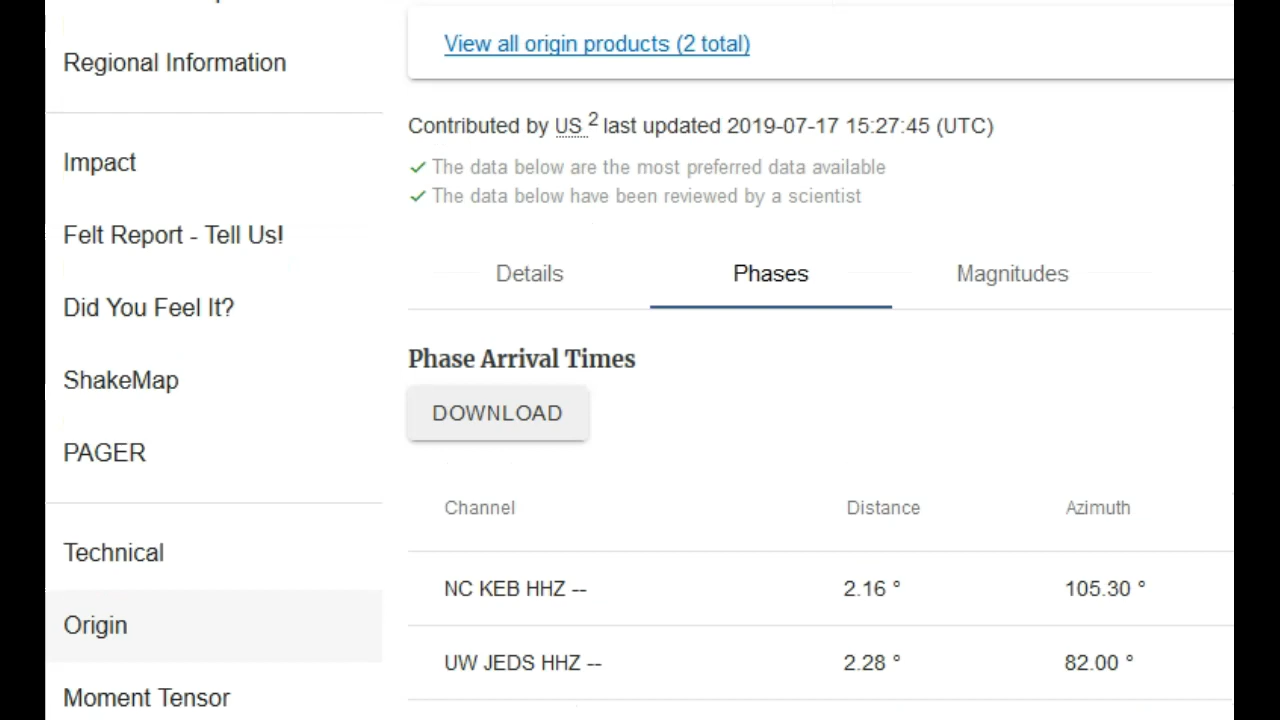 Regional Information
Impact
Felt Report - Tell Us!
Did You Feel It?
ShakeMap
PAGER
Technical
Origin
Moment Tensor
View all origin products (2 total)
Contributed by US 2 last updated 2019-07-17 15:27:45 (UTC)
✓ The data below are the most preferred data available
✓ The data below have been reviewed by a scientist
Details Phases Magnitudes
Phase Arrival Times
DOWNLOAD
Channel Distance Azimuth
NC KEB HHZ -- 2.16 ° 105.30 °
UW JEDS HHZ -- 2.28 ° 82.00 °